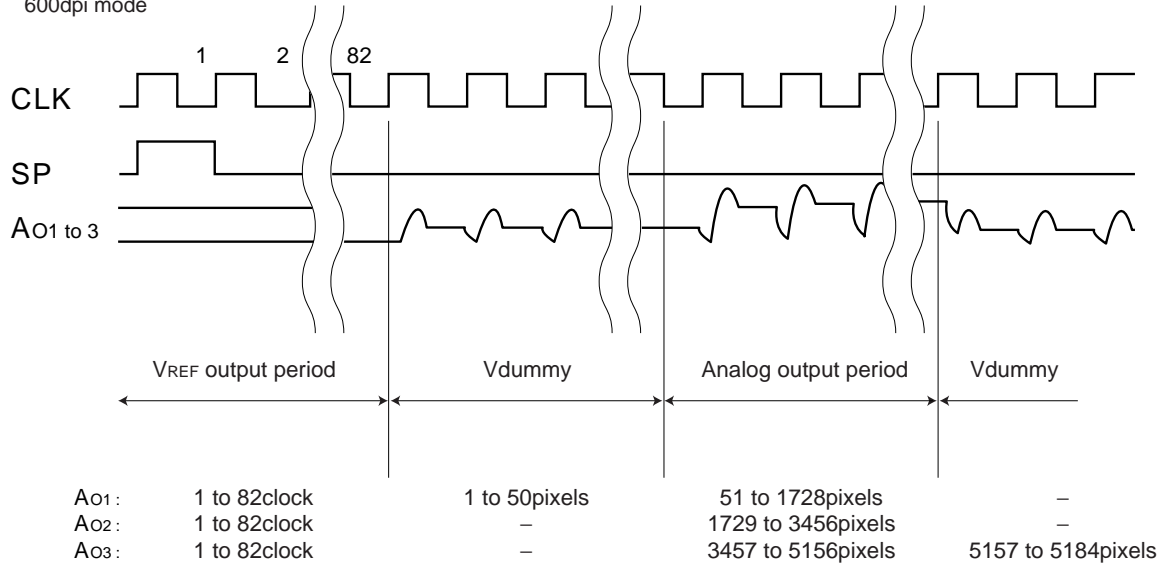 600dpi mode
1 2 82
CLK
SP
AO1 to 3
VREF output period Vdummy Analog output period Vdummy
AO1 : 1 to 82clock 1 to 50pixels 51 to 1728pixels –
AO2 : 1 to 82clock – 1729 to 3456pixels –
AO3 : 1 to 82clock – 3457 to 5156pixels 5157 to 5184pixels